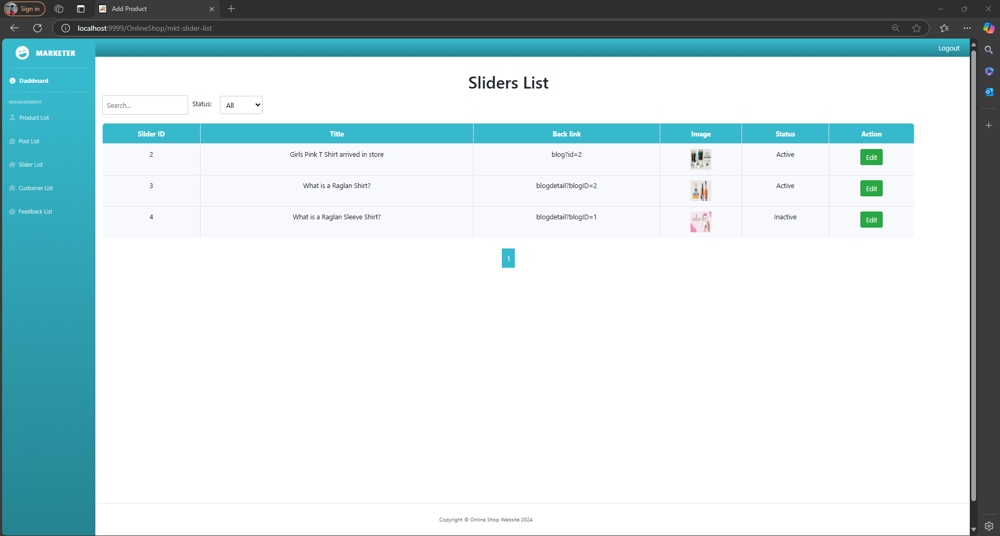 Sign in
Add Product
localhost:9999/OnlineShop/mkt-slider-list
MARKETER
Logout
Dashboard
MANAGEMENT
Product List
Post List
Slider List
Customer List
Feedback List
Sliders List
Search...
Status:
All
Slider ID Title Back link Image Status Action
2 Girls Pink T Shirt arrived in store blog?id=2 Active Edit
3 What is a Raglan Shirt? blogdetail?blogID=2 Active Edit
4 What is a Raglan Sleeve Shirt? blogdetail?blogID=1 Inactive Edit
1
Copyright © Online Shop Website 2024